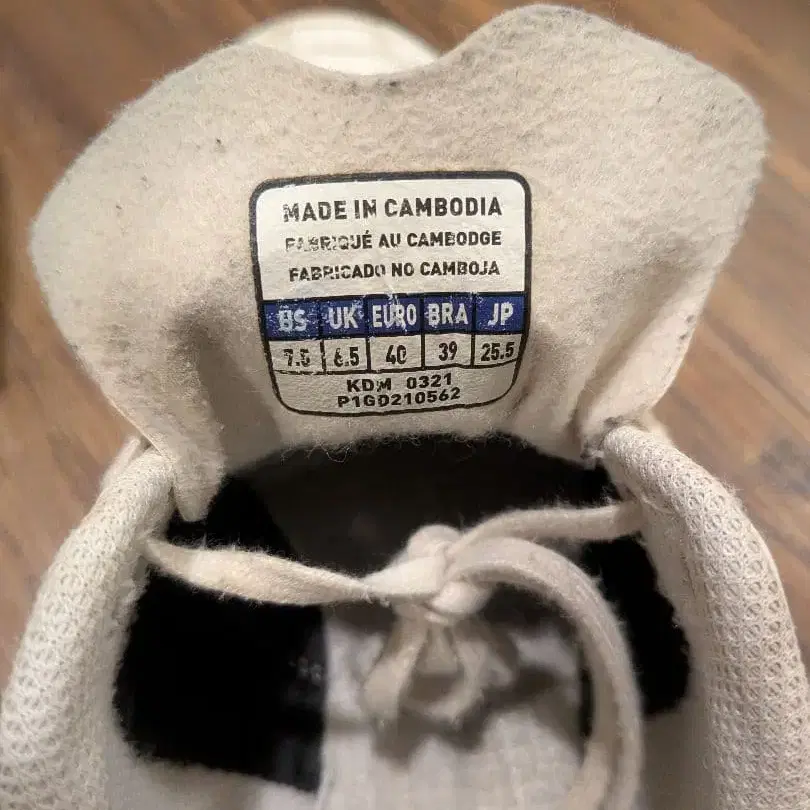 MADE IN CAMBODIA
FABRIQUÉ AU CAMBODGE
FABRICADO NO CAMBOJA
BS UK EURO BRA JP
7.5 6.5 40 39 25.5
KDM 0321
P1GD210562